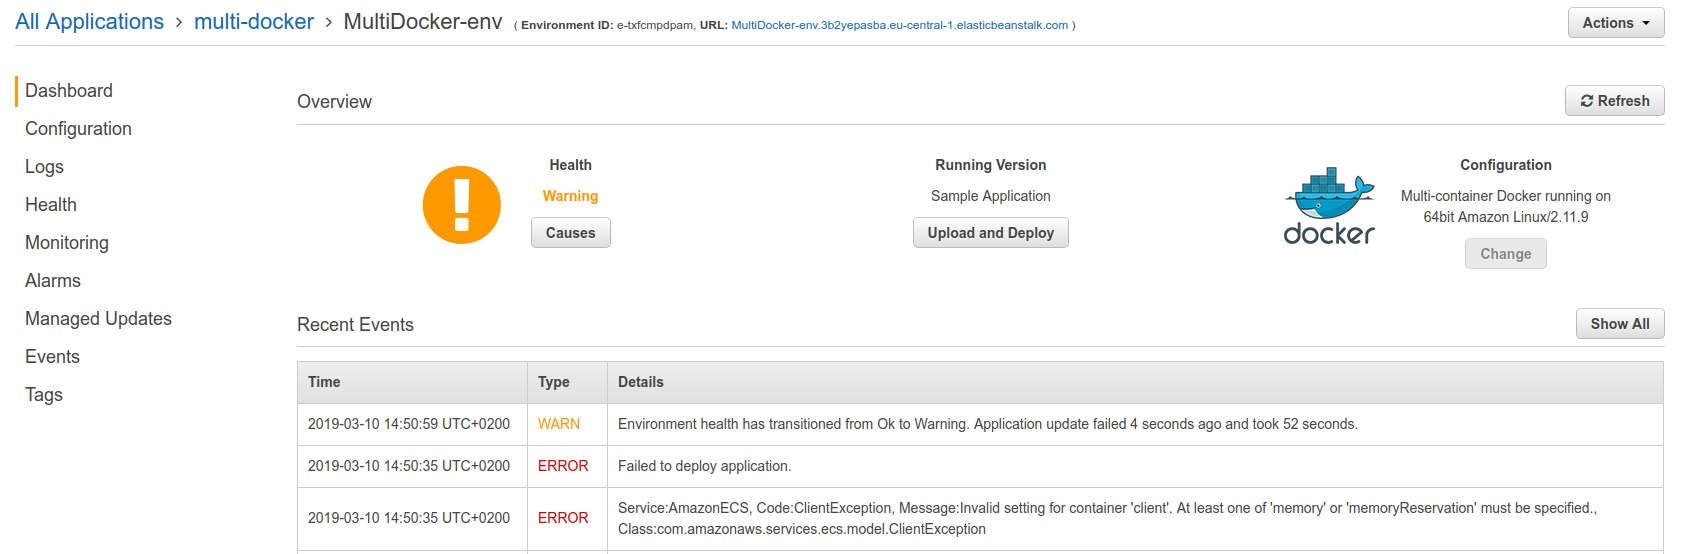 All Applications > multi-docker > MultiDocker-env ( Environment ID: e-txfcmpdpam, URL: MultiDocker-env.3b2yepasba.eu-central-1.elasticbeanstalk.com )
Actions
Dashboard
Configuration
Logs
Health
Monitoring
Alarms
Managed Updates
Events
Tags
Overview
Refresh
Health
Warning
Causes
Running Version
Sample Application
Upload and Deploy
docker
Configuration
Multi-container Docker running on
64bit Amazon Linux/2.11.9
Change
Recent Events
Show All
Time Type Details
2019-03-10 14:50:59 UTC+0200 WARN Environment health has transitioned from Ok to Warning. Application update failed 4 seconds ago and took 52 seconds.
2019-03-10 14:50:35 UTC+0200 ERROR Failed to deploy application.
2019-03-10 14:50:35 UTC+0200 ERROR Service:AmazonECS, Code:ClientException, Message:Invalid setting for container 'client'. At least one of 'memory' or 'memoryReservation' must be specified.,
Class:com.amazonaws.services.ecs.model.ClientException